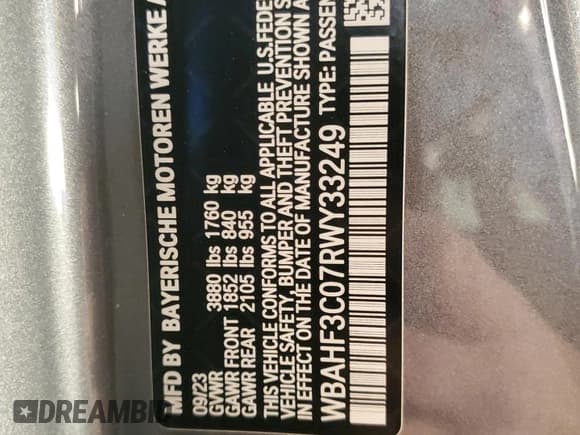 MFD BY BAYERISCHE MOTOREN WERKE
09/23
GVWR 3880 lbs 1760 kg
GAWR FRONT 1852 lbs 840 kg
GAWR REAR 2105 lbs 955 kg
THIS VEHICLE CONFORMS TO ALL APPLICABLE U.S. FEDE
VEHICLE SAFETY, BUMPER AND THEFT PREVENTION S
IN EFFECT ON THE DATE OF MANUFACTURE SHOWN A
WBAHF3C07RWY33249 TYPE: PASSEN
DREAMBID